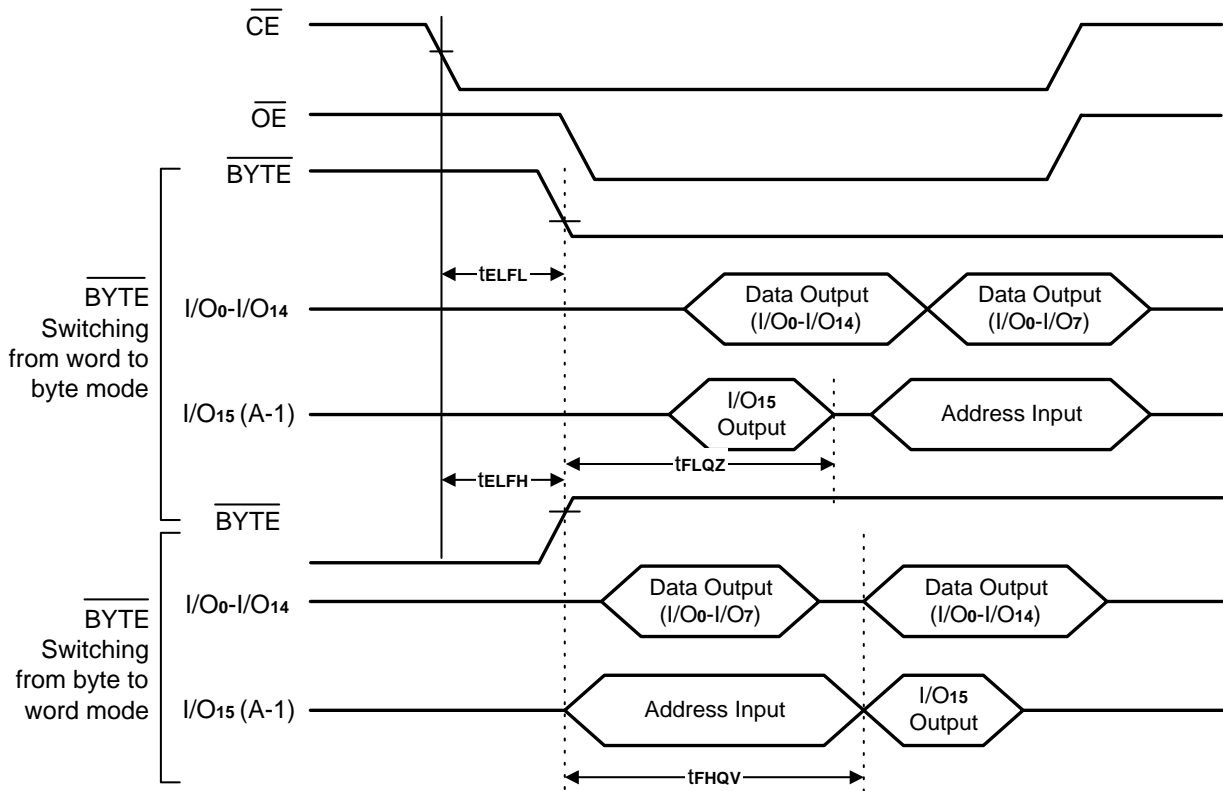 CE
OE
BYTE
BYTE
Switching
from word to
byte mode
tELFL
I/O0-I/O14
Data Output
(I/O0-I/O14)
Data Output
(I/O0-I/O7)
I/O15 (A-1)
I/O15
Output
Address Input
tELFH
tFLQZ
BYTE
BYTE
Switching
from byte to
word mode
I/O0-I/O14
Data Output
(I/O0-I/O7)
Data Output
(I/O0-I/O14)
I/O15 (A-1)
Address Input
I/O15
Output
tFHQV